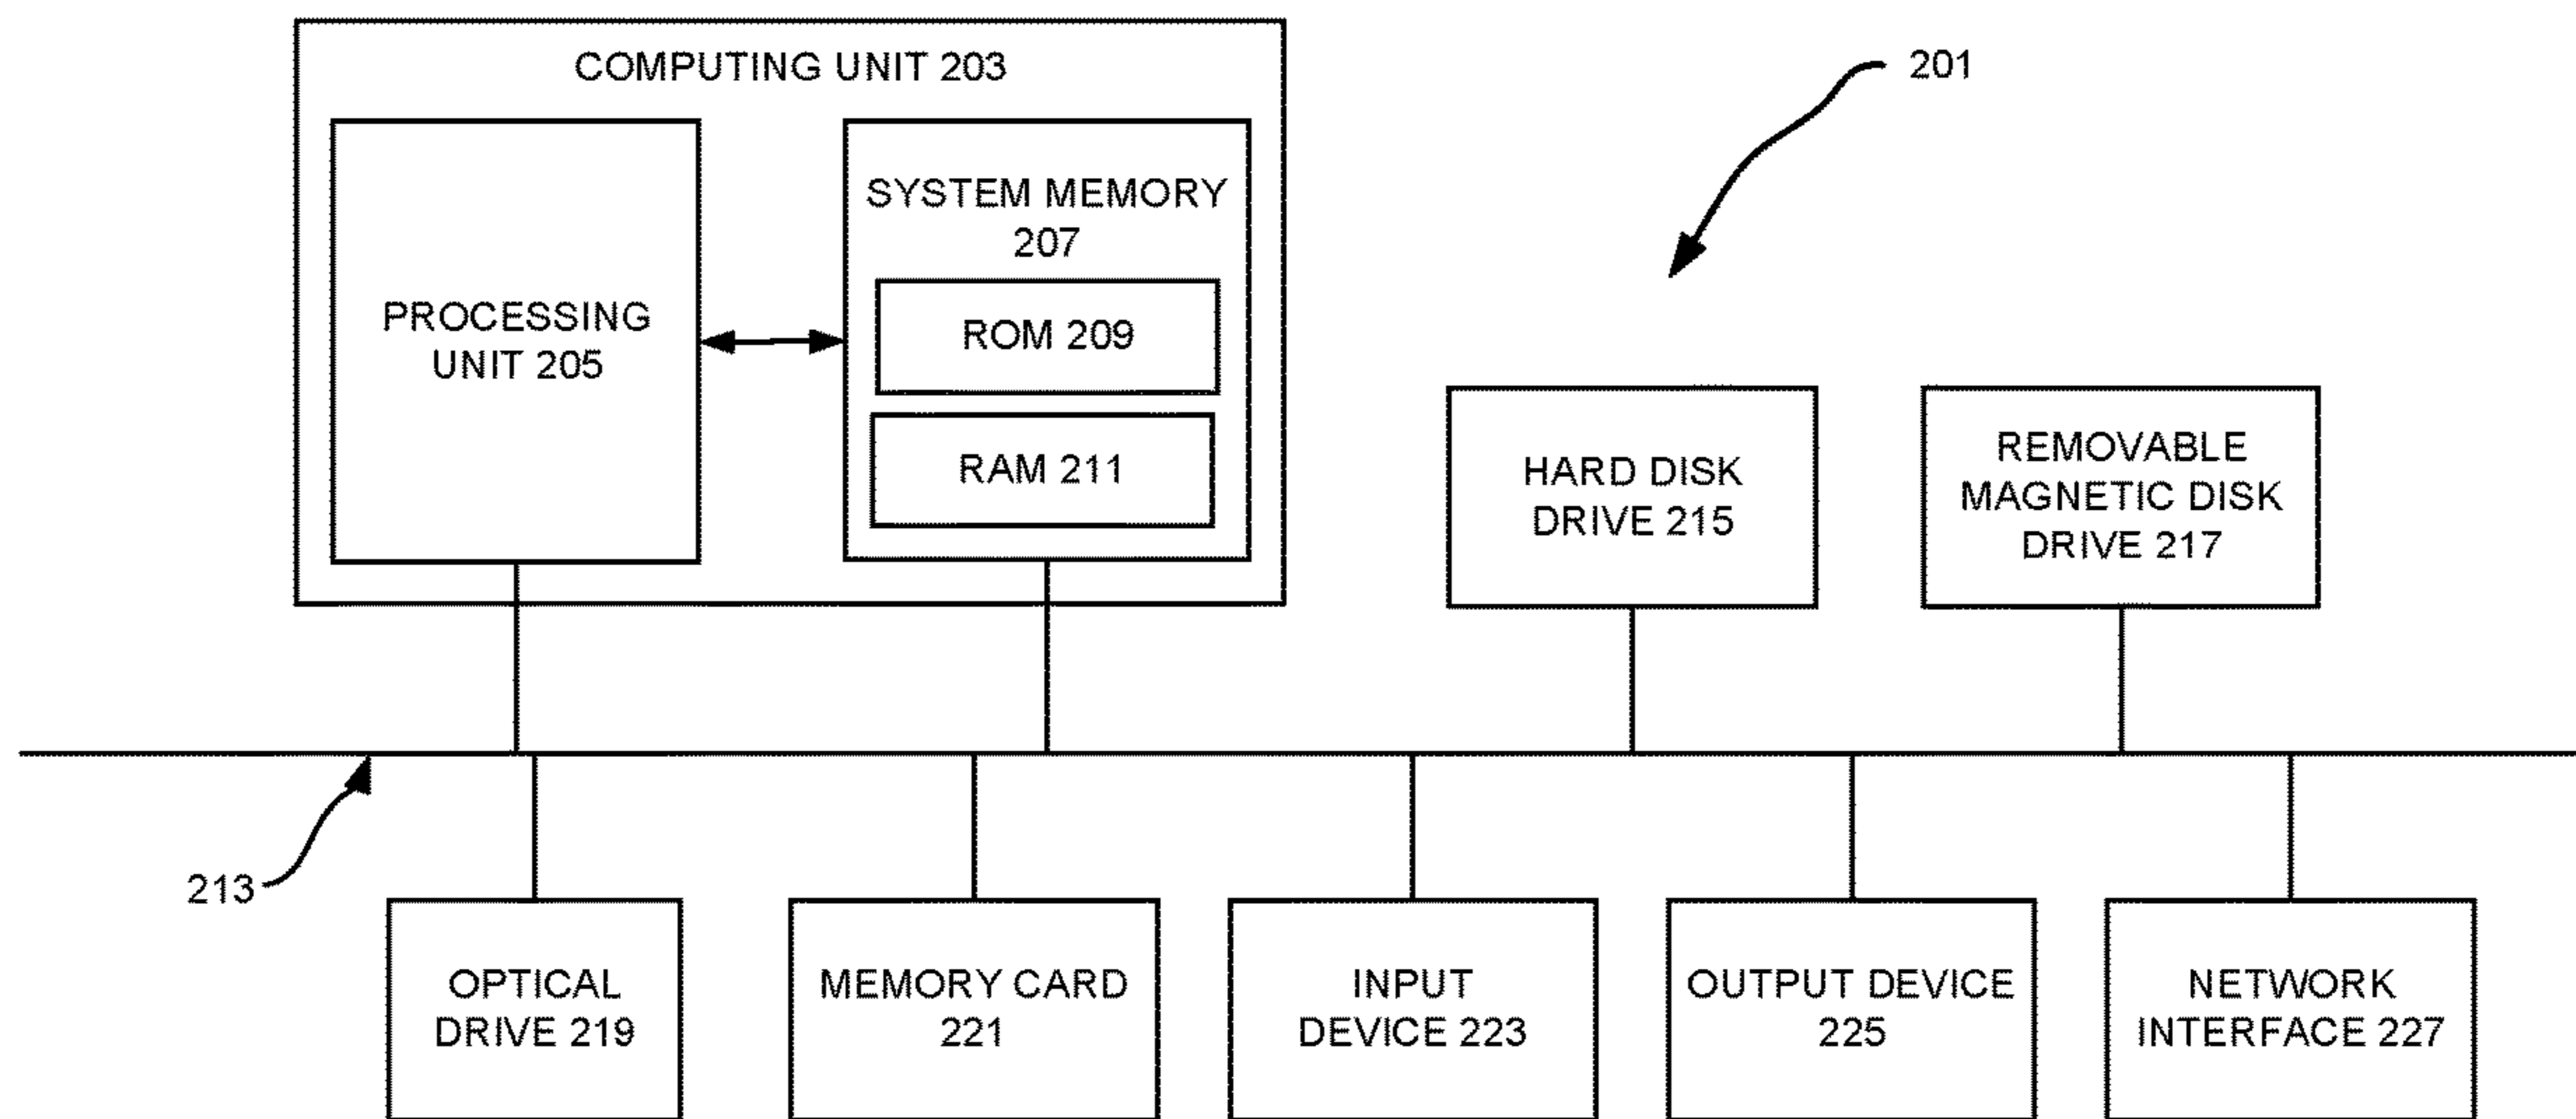 COMPUTING UNIT 203
201
PROCESSING
UNIT 205
SYSTEM MEMORY
207
ROM 209
RAM 211
HARD DISK
DRIVE 215
REMOVABLE
MAGNETIC DISK
DRIVE 217
213
OPTICAL
DRIVE 219
MEMORY CARD
221
INPUT
DEVICE 223
OUTPUT DEVICE
225
NETWORK
INTERFACE 227